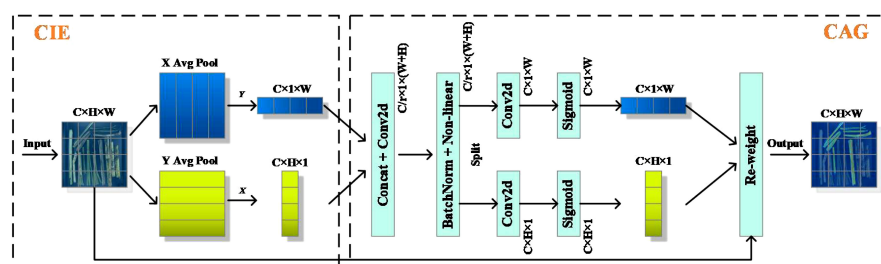 CIE
CAG
X Avg Pool
Y
C×1×W
C×H×W
Input
Y Avg Pool
X
C×H×1
Concat + Conv2d
C/r×1×(W+H)
BatchNorm + Non-linear
C/r×1×(W+H)
Split
Conv2d
C×1×W
Sigmoid
C×1×W
C×1×W
Conv2d
C×H×1
Sigmoid
C×H×1
C×H×1
Re-weight
Output
C×H×W